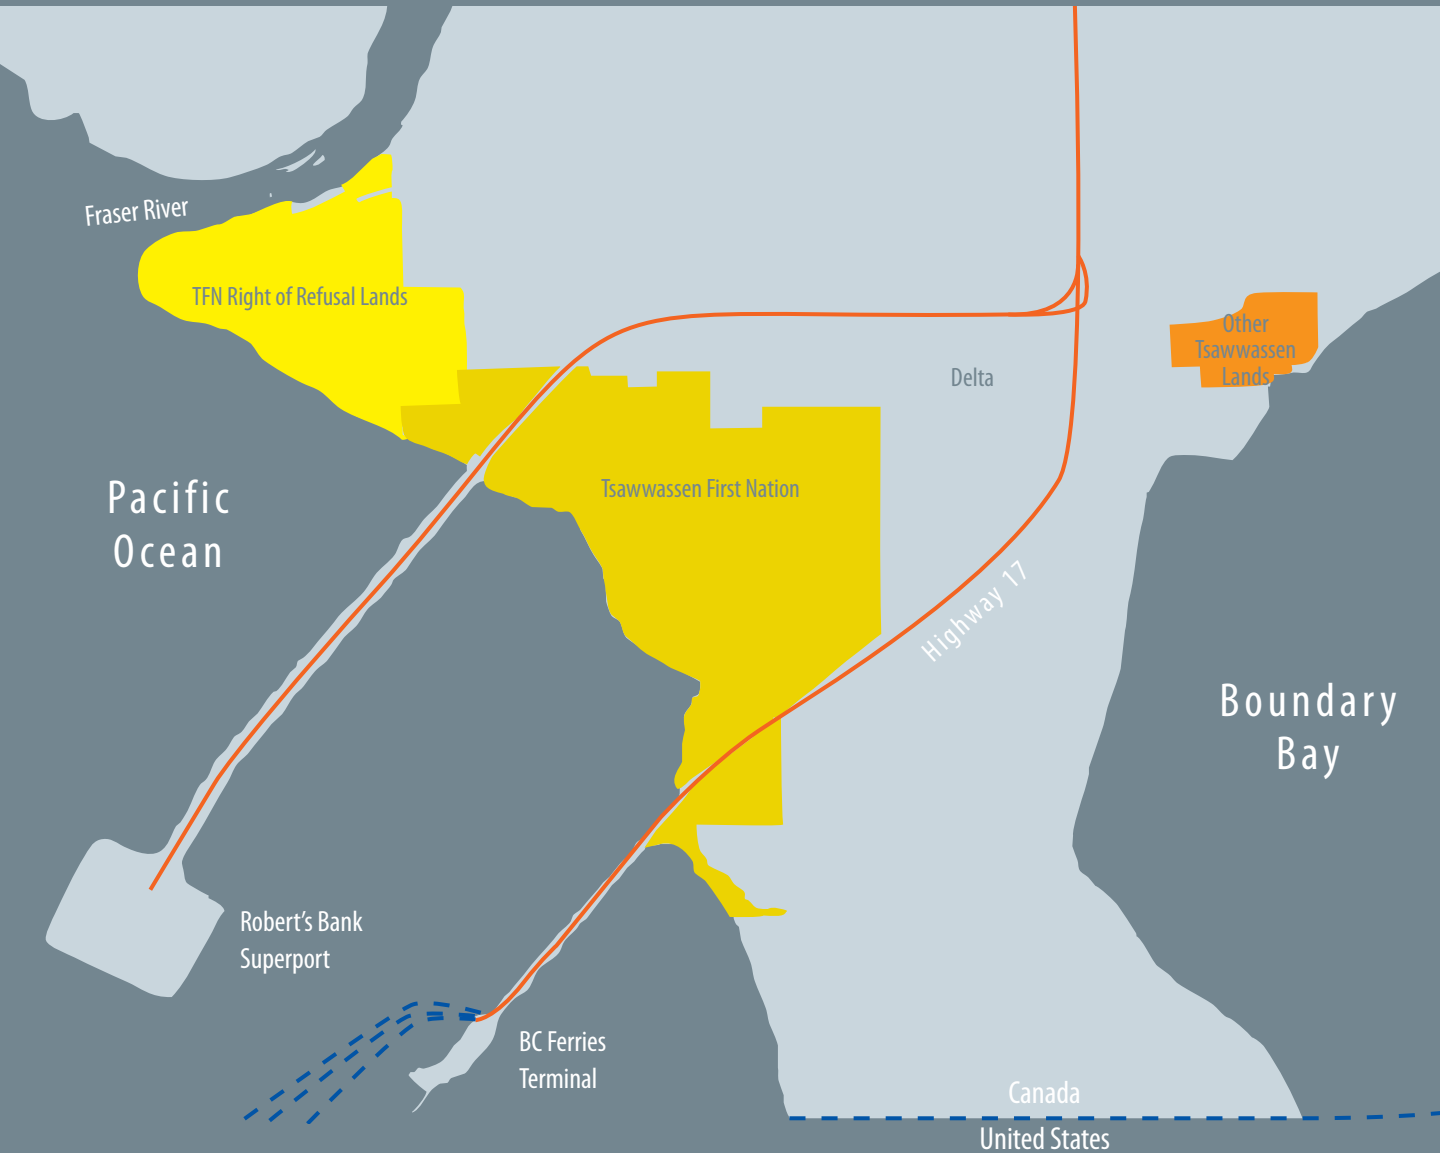 Fraser River
TFN Right of Refusal Lands
Other
Tsawwassen
Lands
Delta
Tsawwassen First Nation
Pacific
Ocean
Highway 17
Boundary
Bay
Robert’s Bank
Superport
BC Ferries
Terminal
Canada
United States